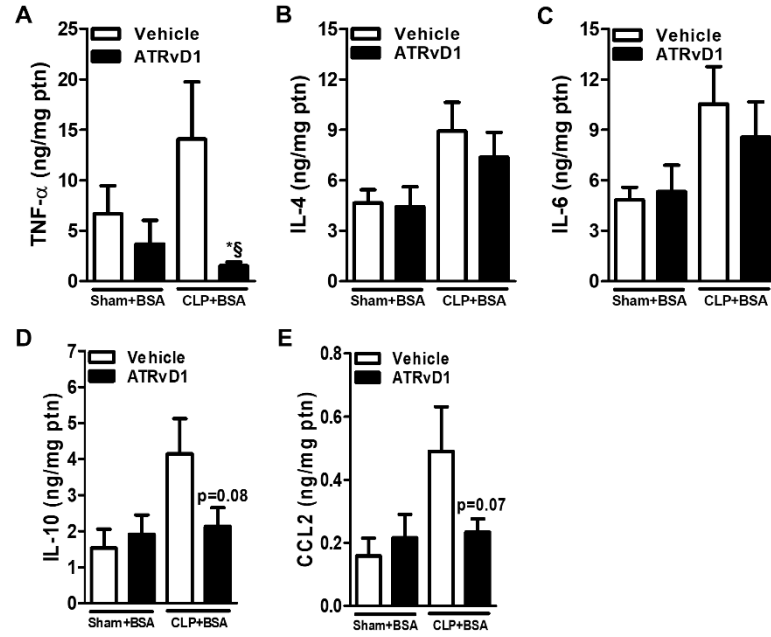 A
Vehicle
ATRvD1
TNF-α (ng/mg ptn)
25
20
15
10
5
0
*§
Sham+BSA CLP+BSA
B
Vehicle
ATRvD1
IL-4 (ng/mg ptn)
15
12
9
6
3
0
Sham+BSA CLP+BSA
C
Vehicle
ATRvD1
IL-6 (ng/mg ptn)
15
12
9
6
3
0
Sham+BSA CLP+BSA
D
Vehicle
ATRvD1
IL-10 (ng/mg ptn)
7
6
5
4
3
2
1
0
p=0.08
Sham+BSA CLP+BSA
E
Vehicle
ATRvD1
CCL2 (ng/mg ptn)
0.8
0.6
0.4
0.2
0.0
p=0.07
Sham+BSA CLP+BSA